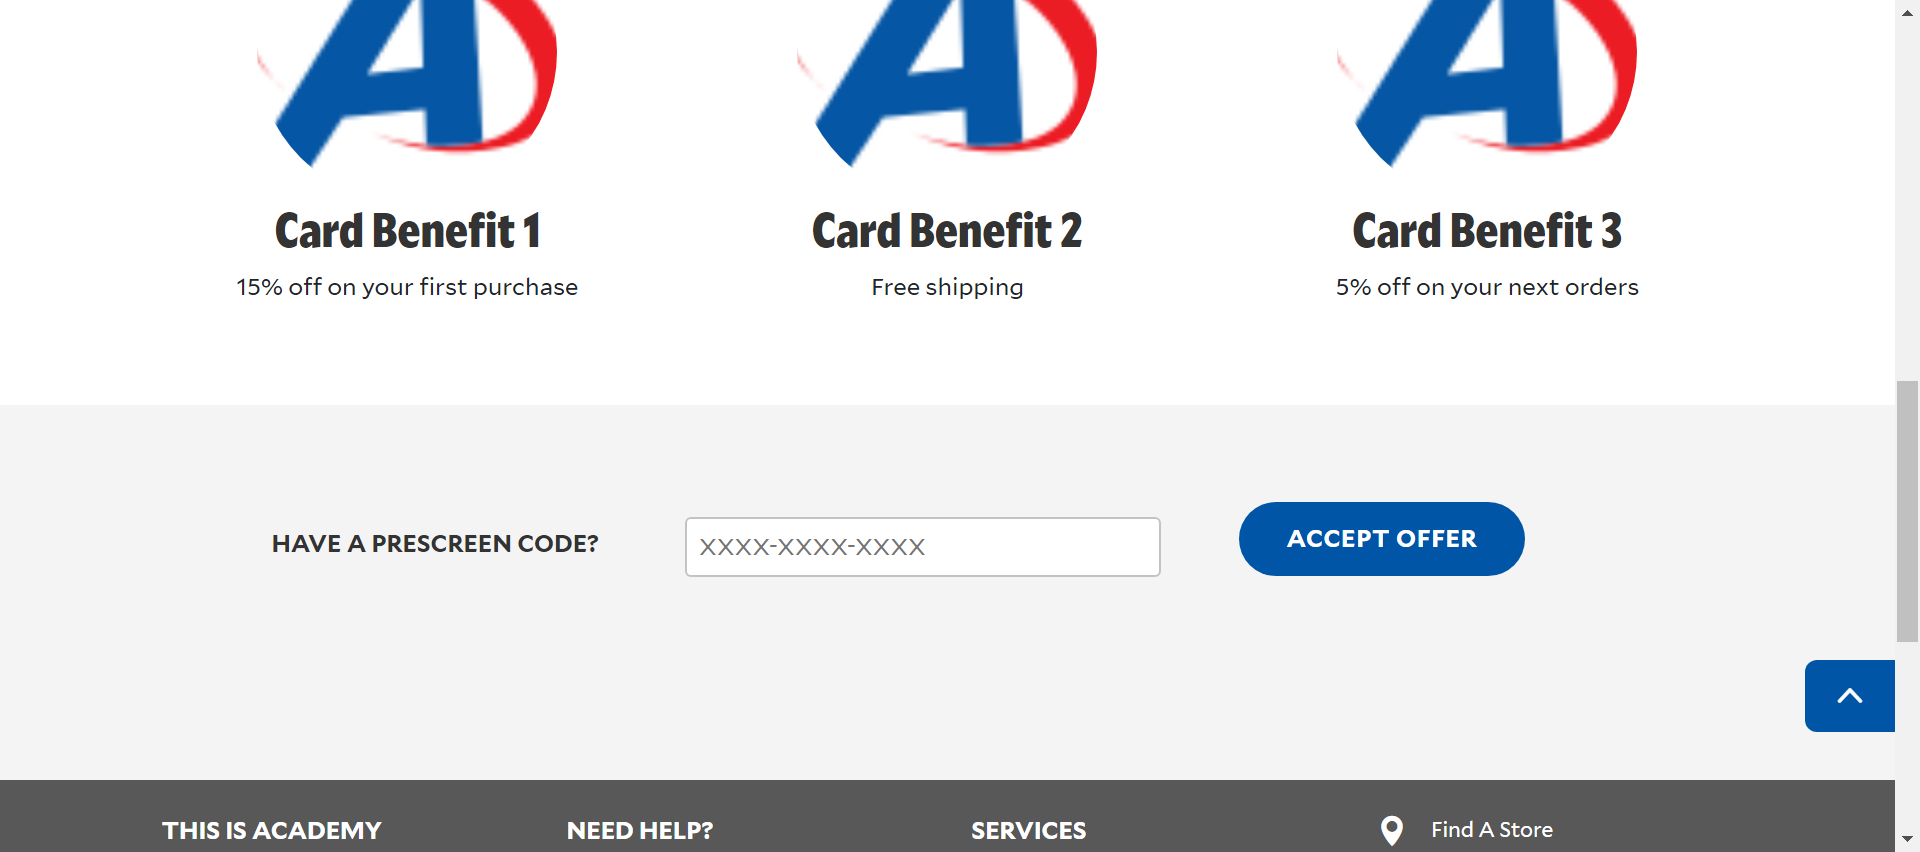 Card Benefit 1
15% off on your first purchase
Card Benefit 2
Free shipping
Card Benefit 3
5% off on your next orders
HAVE A PRESCREEN CODE?
XXXX-XXXX-XXXX
ACCEPT OFFER
THIS IS ACADEMY
NEED HELP?
SERVICES
Find A Store